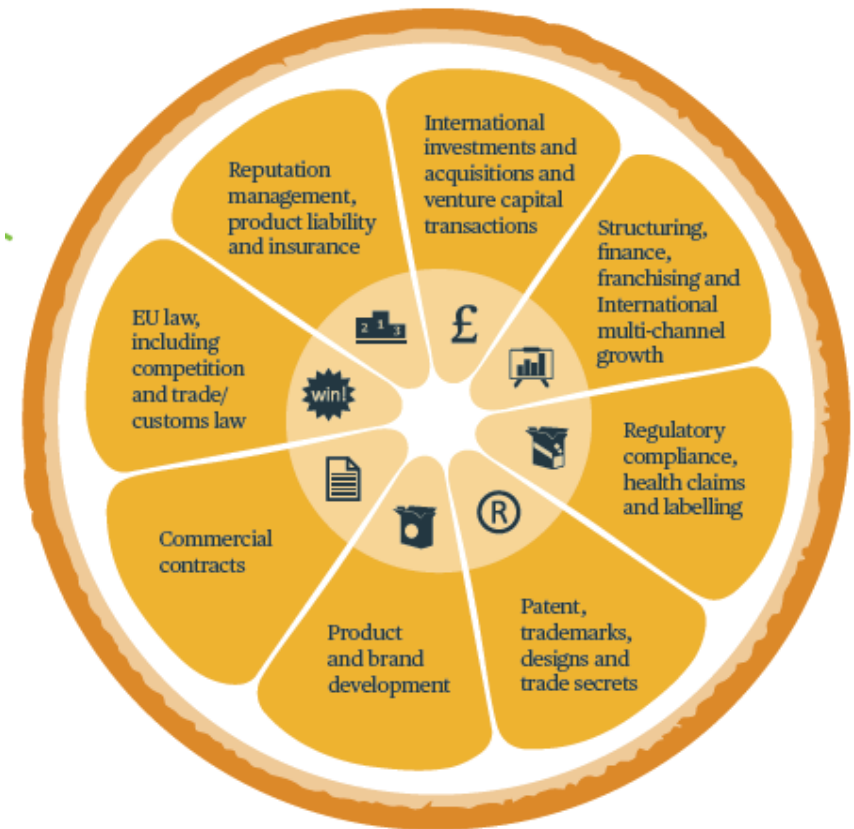 International
investments and
acquisitions and
venture capital
transactions
Structuring,
finance,
franchising and
International
multi-channel
growth
Regulatory
compliance,
health claims
and labelling
Patent,
trademarks,
designs and
trade secrets
Product
and brand
development
Commercial
contracts
EU law,
including
competition
and trade/
customs law
Reputation
management,
product liability
and insurance
£
®
win!
2 1 3